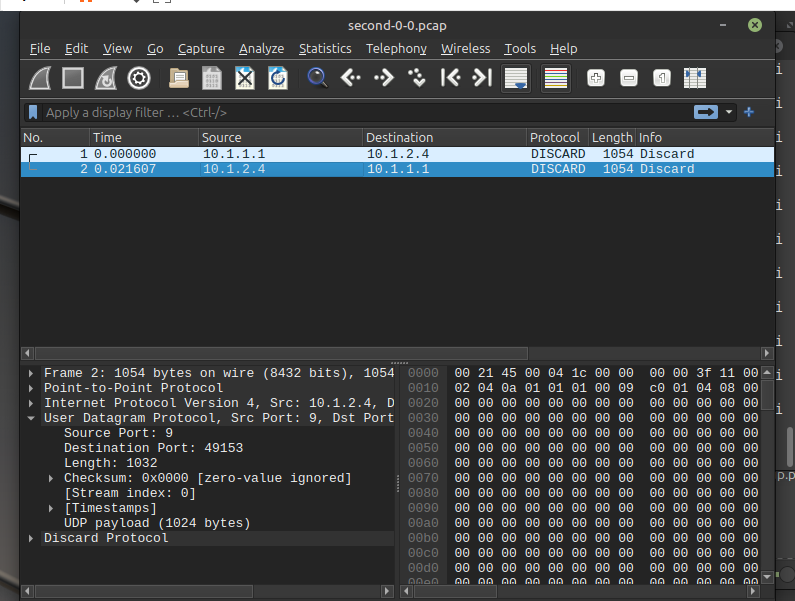 second-0-0.pcap
File Edit View Go Capture Analyze Statistics Telephony Wireless Tools Help
Apply a display filter … <Ctrl-/>
No. Time Source Destination Protocol Length Info
1 0.000000 10.1.1.1 10.1.2.4 DISCARD 1054 Discard
2 0.021607 10.1.2.4 10.1.1.1 DISCARD 1054 Discard
Frame 2: 1054 bytes on wire (8432 bits), 1054
Point-to-Point Protocol
Internet Protocol Version 4, Src: 10.1.2.4, D
User Datagram Protocol, Src Port: 9, Dst Port
Source Port: 9
Destination Port: 49153
Length: 1032
Checksum: 0x0000 [zero-value ignored]
[Stream index: 0]
[Timestamps]
UDP payload (1024 bytes)
Discard Protocol
0000 00 21 45 00 04 1c 00 00 00 00 3f 11 00
0010 02 04 0a 01 01 01 00 09 c0 01 04 08 00
0020 00 00 00 00 00 00 00 00 00 00 00 00 00
0030 00 00 00 00 00 00 00 00 00 00 00 00 00
0040 00 00 00 00 00 00 00 00 00 00 00 00 00
0050 00 00 00 00 00 00 00 00 00 00 00 00 00
0060 00 00 00 00 00 00 00 00 00 00 00 00 00
0070 00 00 00 00 00 00 00 00 00 00 00 00 00
0080 00 00 00 00 00 00 00 00 00 00 00 00 00
0090 00 00 00 00 00 00 00 00 00 00 00 00 00
00a0 00 00 00 00 00 00 00 00 00 00 00 00 00
00b0 00 00 00 00 00 00 00 00 00 00 00 00 00
00c0 00 00 00 00 00 00 00 00 00 00 00 00 00
00d0 00 00 00 00 00 00 00 00 00 00 00 00 00
00e0 00 00 00 00 00 00 00 00 00 00 00 00 00
i
i
i
i
i
i
i
i
i
i
i
p.p